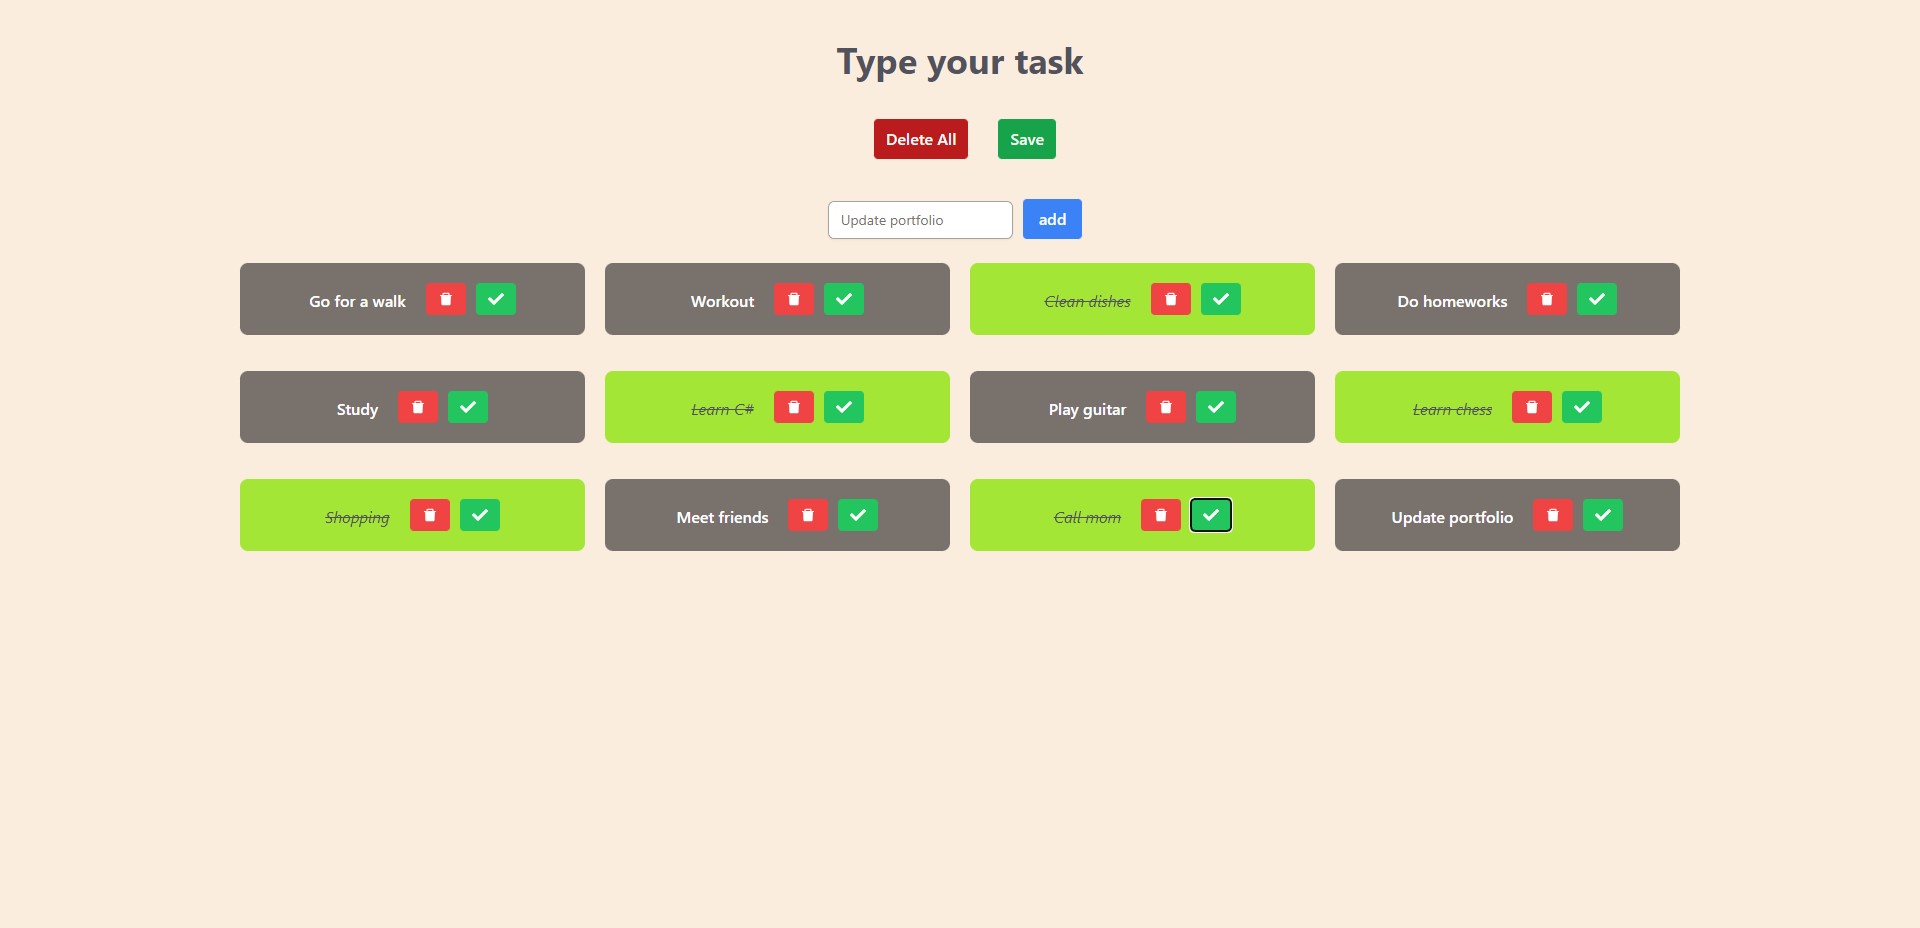 Type your task
Delete All Save
Update portfolio add
Go for a walk Workout Clean dishes Do homeworks
Study Learn C# Play guitar Learn chess
Shopping Meet friends Call mom Update portfolio